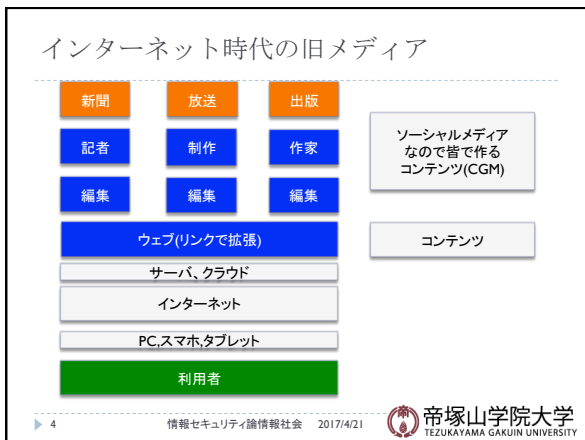 インターネット時代の旧メディア
新聞 放送 出版
記者 制作 作家
編集 編集 編集
ソーシャルメディア
なので皆で作る
コンテンツ(CGM)
ウェブ(リンクで拡張)
コンテンツ
サーバ、クラウド
インターネット
PC,スマホ,タブレット
利用者
4 情報セキュリティ論情報社会 2017/4/21
帝塚山学院大学
TEZUKAYAMA GAKUIN UNIVERSITY